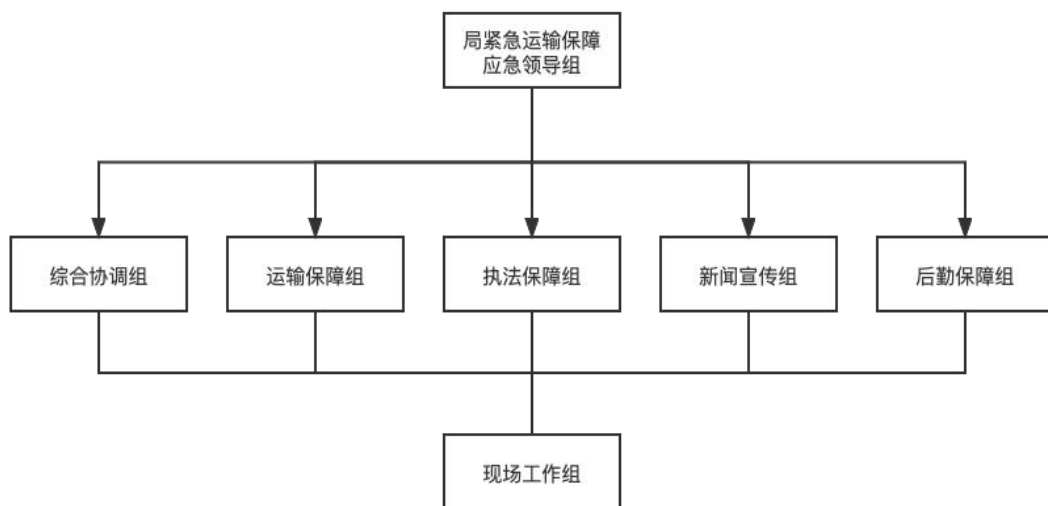 局紧急运输保障
应急领导组
综合协调组
运输保障组
执法保障组
新闻宣传组
后勤保障组
现场工作组